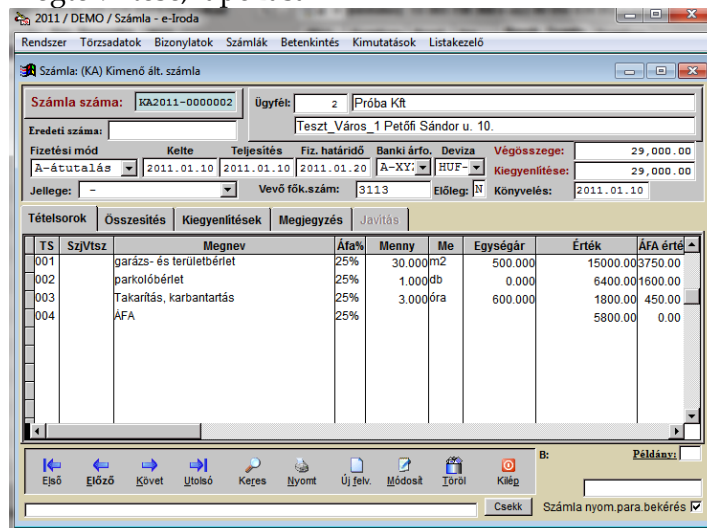 2011 / DEMO / Számla - e-Iroda
Rendszer Törzsadatok Bizonylatok Számlák Betenkintés Kimutatások Listakezelő
Számla: (KA) Kimenő ált. számla
Számla száma: KA2011-0000002 Ügyfél: 2 Próba Kft
Eredeti száma: Teszt_Város_1 Petőfi Sándor u. 10.
Fizetési mód Kelte Teljesítés Fiz. határidő Banki árfo. Deviza Végösszege: 29,000.00
A-átutalás 2011.01.10 2011.01.10 2011.01.20 A-XY: HUF- Kiegyenlítése: 29,000.00
Jellege: - Vevő fők.szám: 3113 Előleg: N Könyvelés: 2011.01.10
Tételsorok Összesítés Kiegyenlítések Megjegyzés Javítás
TS SzjVtsz Megnev Áfa% Menny Me Egységár Érték ÁFA érté
001 garázs- és területbérlet 25% 30.000 m2 500.000 15000.00 3750.00
002 parkolóbérlet 25% 1.000 db 0.000 6400.00 1600.00
003 Takarítás, karbantartás 25% 3.000 óra 600.000 1800.00 450.00
004 ÁFA 25% 5800.00 0.00
B: Példány:
Első Előző Követ Utolsó Keres Nyomt Új felv. Módosít Töröl Kilép
Csekk Számla nyom.para.bekérés